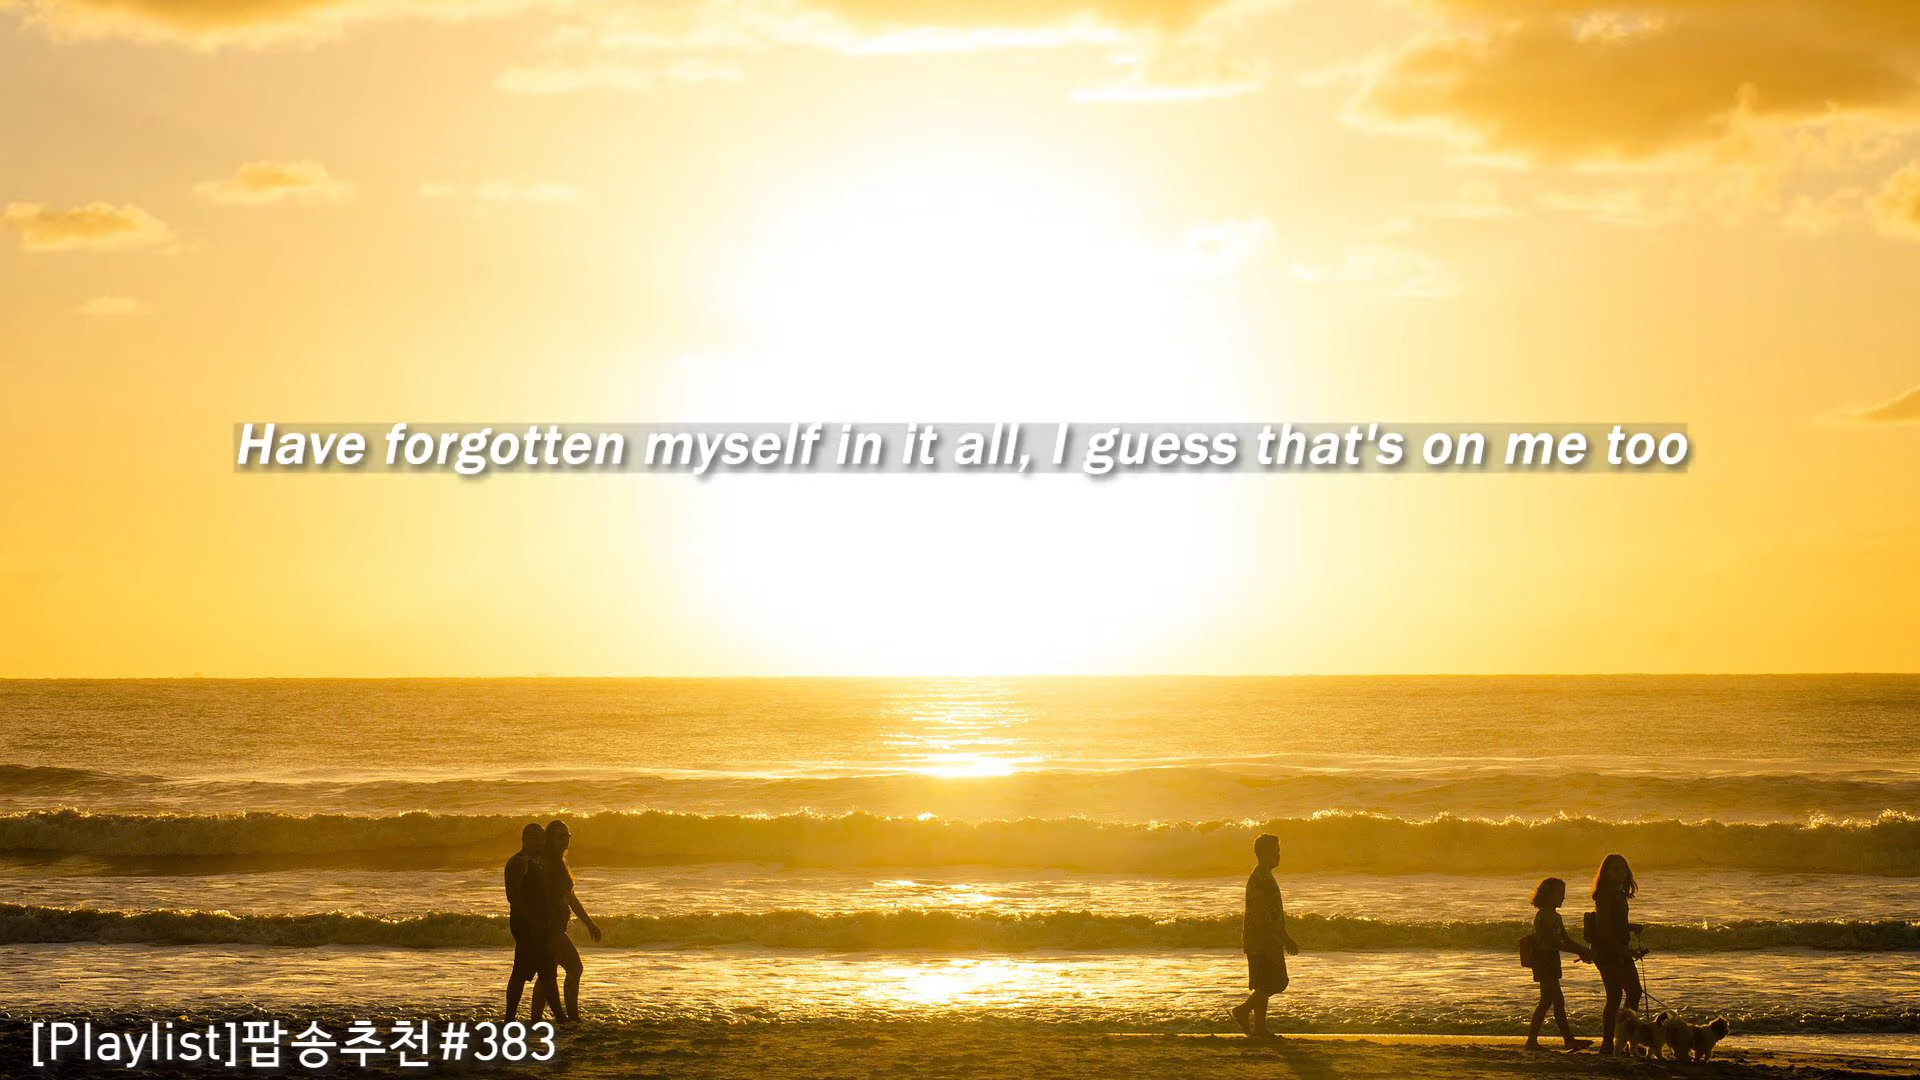 Have forgotten myself in it all, I guess that's on me too
[Playlist]팝송추천#383